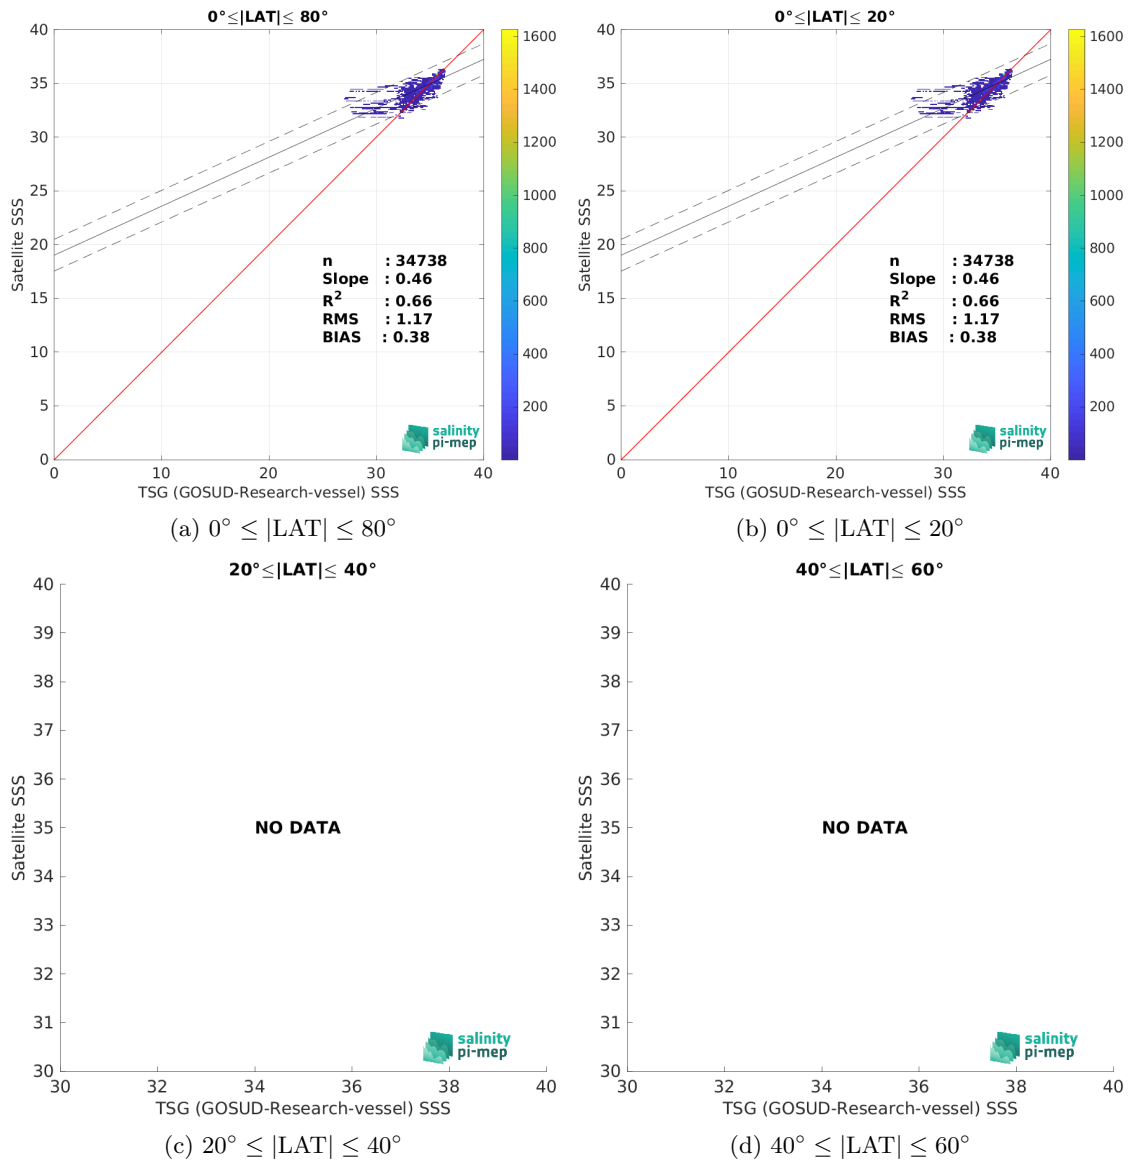 0°≤|LAT|≤ 80°
40
35
30
25
20
15
10
5
0
Satellite SSS
n : 34738
Slope : 0.46
R² : 0.66
RMS : 1.17
BIAS : 0.38
salinity
pi-mep
0 10 20 30 40
TSG (GOSUD-Research-vessel) SSS
1600
1400
1200
1000
800
600
400
200
(a) 0° ≤ |LAT| ≤ 80°
0°≤|LAT|≤ 20°
40
35
30
25
20
15
10
5
0
Satellite SSS
n : 34738
Slope : 0.46
R² : 0.66
RMS : 1.17
BIAS : 0.38
salinity
pi-mep
0 10 20 30 40
TSG (GOSUD-Research-vessel) SSS
1600
1400
1200
1000
800
600
400
200
(b) 0° ≤ |LAT| ≤ 20°
20°≤|LAT|≤ 40°
40
39
38
37
36
35
34
33
32
31
30
Satellite SSS
NO DATA
salinity
pi-mep
30 32 34 36 38 40
TSG (GOSUD-Research-vessel) SSS
(c) 20° ≤ |LAT| ≤ 40°
40°≤|LAT|≤ 60°
40
39
38
37
36
35
34
33
32
31
30
Satellite SSS
NO DATA
salinity
pi-mep
30 32 34 36 38 40
TSG (GOSUD-Research-vessel) SSS
(d) 40° ≤ |LAT| ≤ 60°